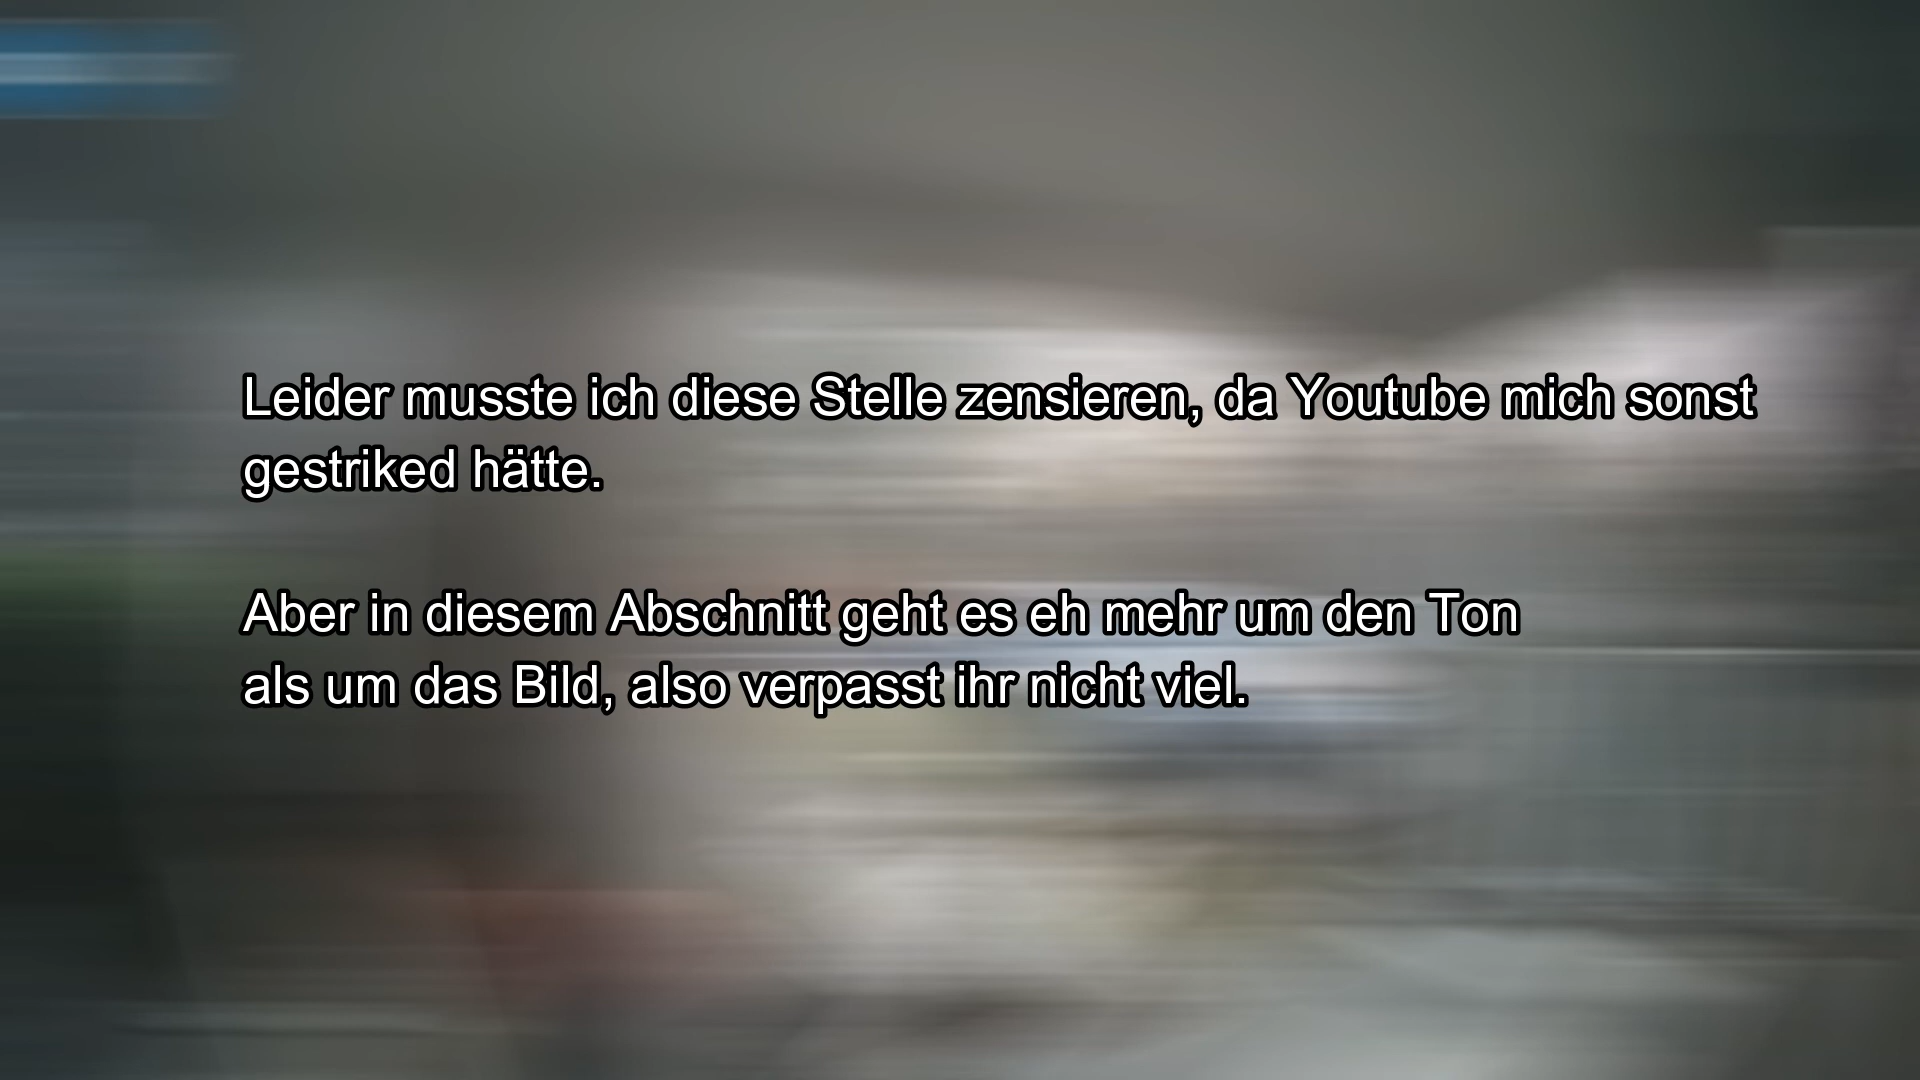 Leider musste ich diese Stelle zensieren, da Youtube mich sonst
gestriked hätte.
Aber in diesem Abschnitt geht es eh mehr um den Ton
als um das Bild, also verpasst ihr nicht viel.